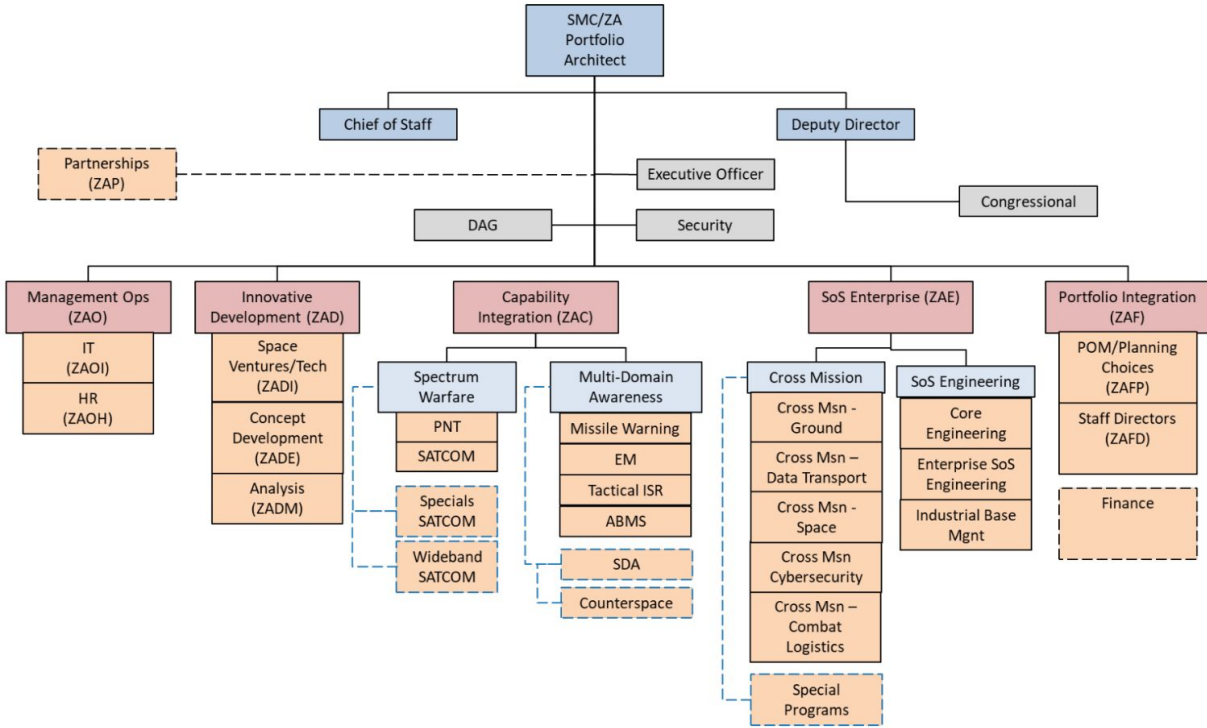 SMC/ZA
Portfolio
Architect
Chief of Staff
Deputy Director
Partnerships
(ZAP)
Executive Officer
Congressional
DAG
Security
Management Ops
(ZAO)
IT
(ZAOI)
HR
(ZAOH)
Innovative
Development (ZAD)
Space
Ventures/Tech
(ZADI)
Concept
Development
(ZADE)
Analysis
(ZADM)
Capability
Integration (ZAC)
Spectrum
Warfare
PNT
SATCOM
Specials
SATCOM
Wideband
SATCOM
Multi-Domain
Awareness
Missile Warning
EM
Tactical ISR
ABMS
SDA
Counterspace
SoS Enterprise (ZAE)
Cross Mission
Cross Msn -
Ground
Cross Msn –
Data Transport
Cross Msn -
Space
Cross Msn
Cybersecurity
Cross Msn –
Combat
Logistics
Special
Programs
SoS Engineering
Core
Engineering
Enterprise SoS
Engineering
Industrial Base
Mgnt
Portfolio Integration
(ZAF)
POM/Planning
Choices
(ZAFP)
Staff Directors
(ZAFD)
Finance